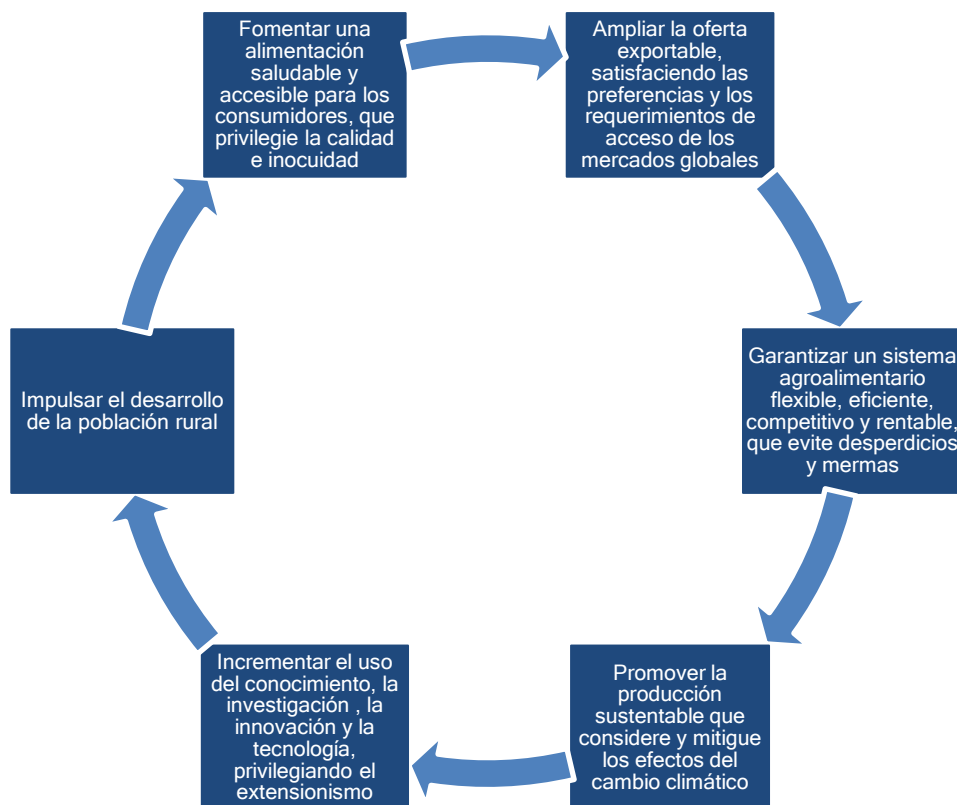 Fomentar una
alimentación
saludable y
accesible para los
consumidores, que
privilegie la calidad
e inocuidad
Ampliar la oferta
exportable,
satisfaciendo las
preferencias y los
requerimientos de
acceso de los
mercados globales
Garantizar un sistema
agroalimentario
flexible, eficiente,
competitivo y rentable,
que evite desperdicios
y mermas
Promover la
producción
sustentable que
considere y mitigue
los efectos del
cambio climático
Incrementar el uso
del conocimiento, la
investigación , la
innovación y la
tecnología,
privilegiando el
extensionismo
Impulsar el desarrollo
de la población rural